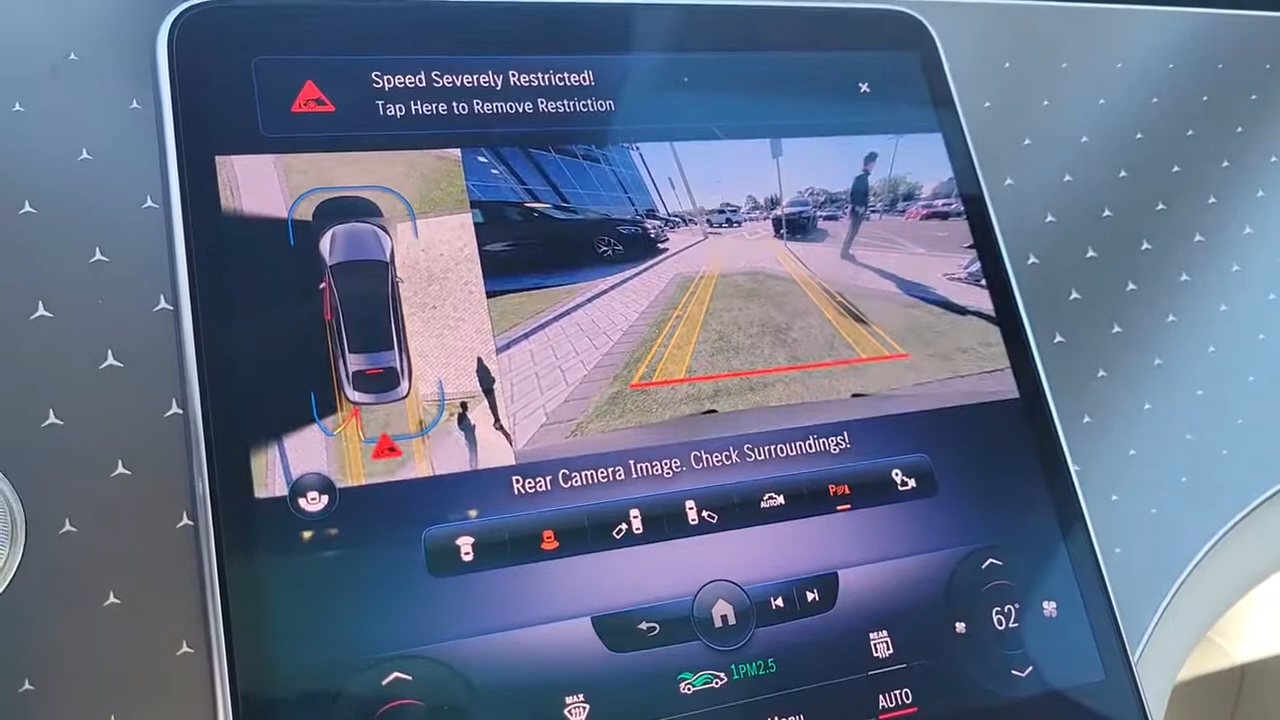 Speed Severely Restricted!
Tap Here to Remove Restriction
Rear Camera Image. Check Surroundings!
AUTO
P
62°
REAR
1PM2.5
MAX
AUTO
Menu